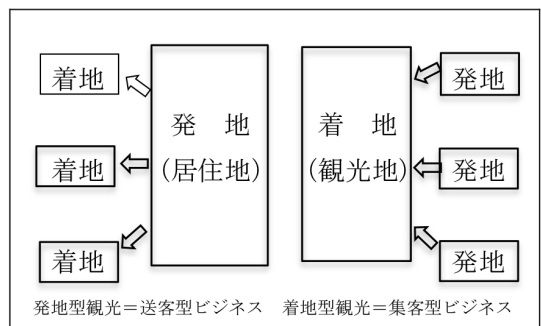 着地
着地
着地
発　地
（居住地）
着　地
（観光地）
発地
発地
発地
発地型観光＝送客型ビジネス
着地型観光＝集客型ビジネス